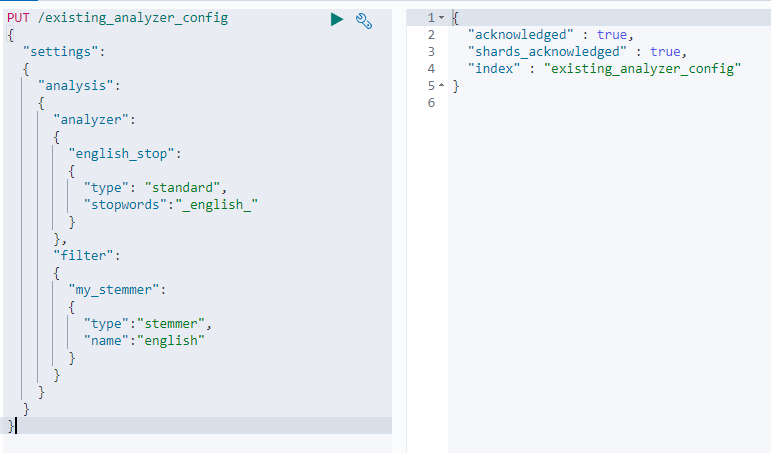 PUT /existing_analyzer_config
{
  "settings":
  {
    "analysis":
    {
      "analyzer":
      {
        "english_stop":
        {
          "type": "standard",
          "stopwords":"_english_"
        }
      },
      "filter":
      {
        "my_stemmer":
        {
          "type":"stemmer",
          "name":"english"
        }
      }
    }
  }
}
1 {
2   "acknowledged" : true,
3   "shards_acknowledged" : true,
4   "index" : "existing_analyzer_config"
5 }
6